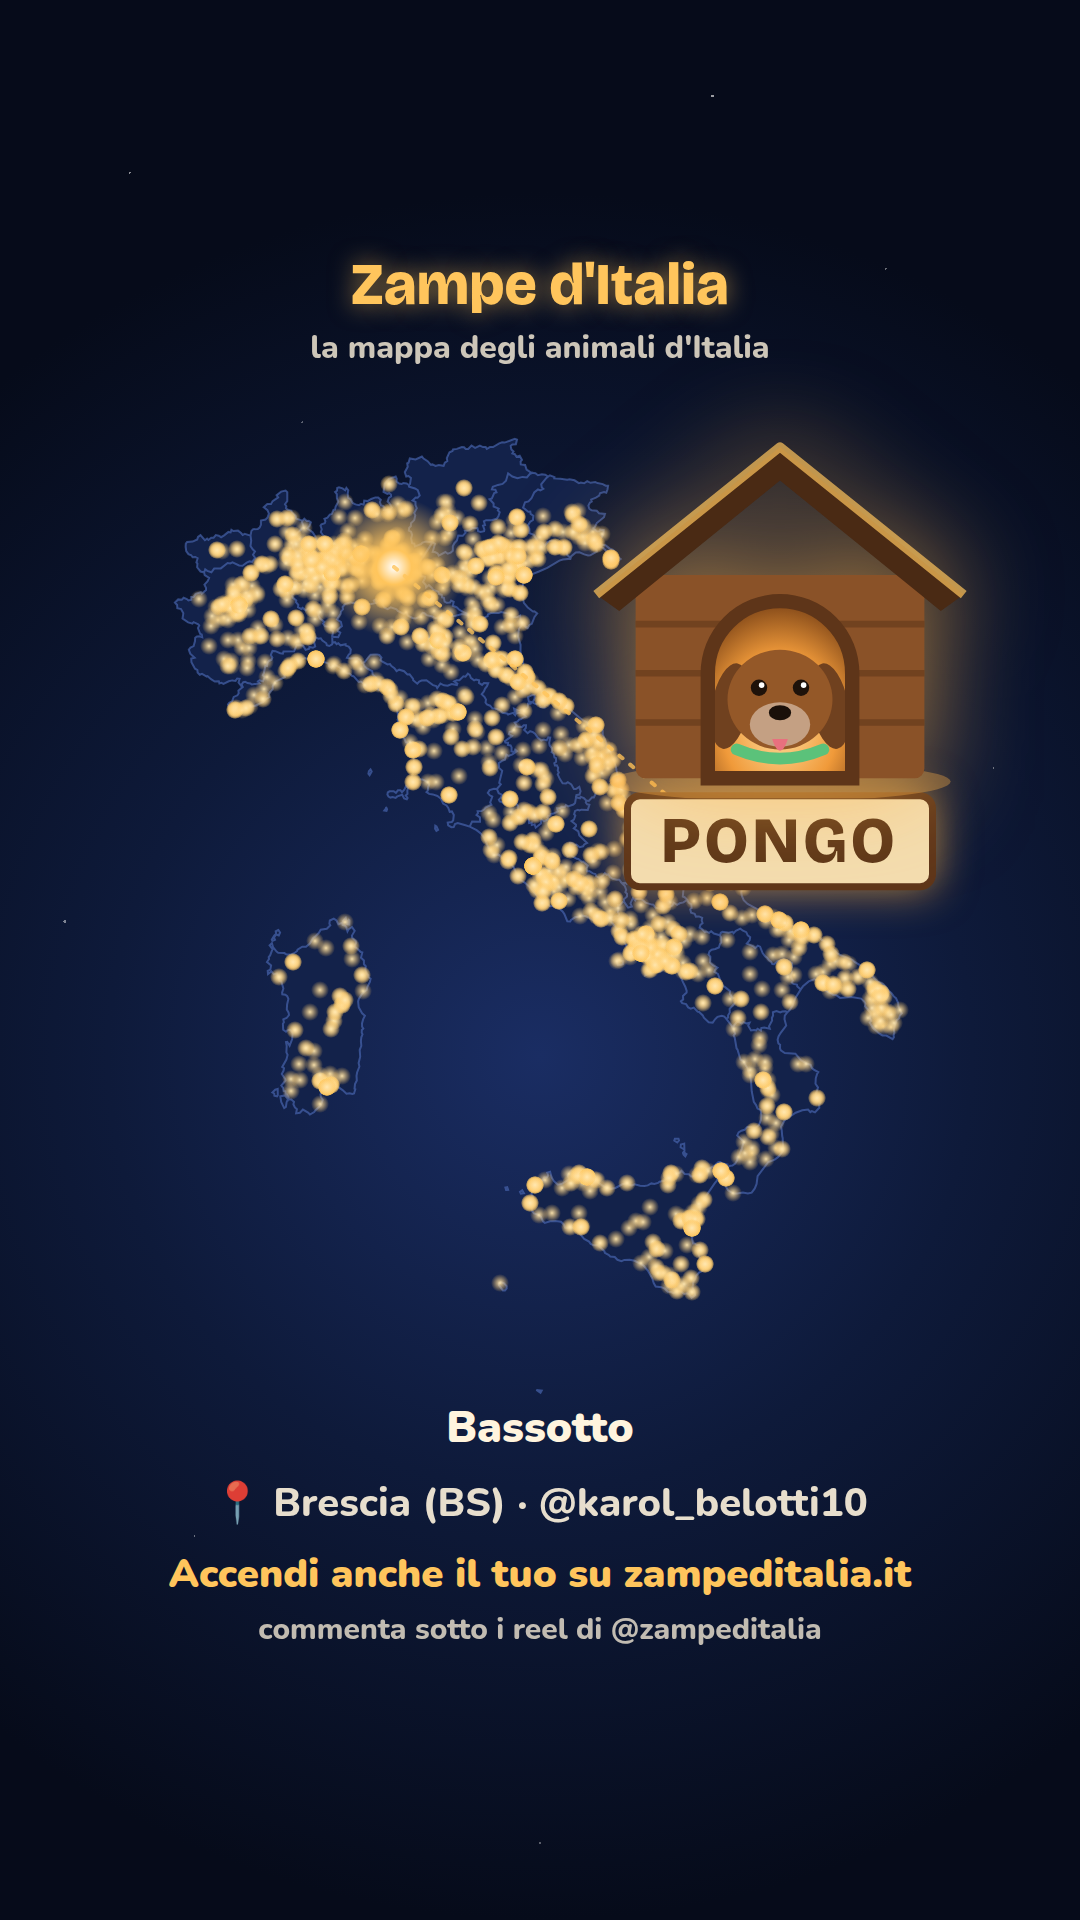 Zampe d'Italia
la mappa degli animali d'Italia
PONGO
Bassotto
📍 Brescia (BS) · @karol_belotti10
Accendi anche il tuo su zampeditalia.it
commenta sotto i reel di @zampeditalia